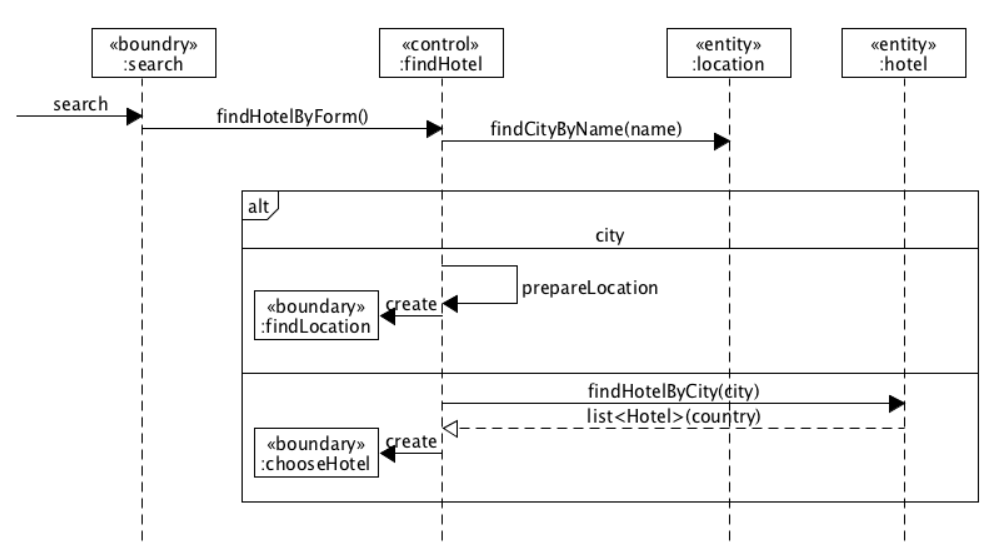 «boundry»
:search
«control»
:findHotel
«entity»
:location
«entity»
:hotel
search
findHotelByForm()
findCityByName(name)
alt
city
prepareLocation
create
«boundary»
:findLocation
findHotelByCity(city)
list<Hotel>(country)
create
«boundary»
:chooseHotel